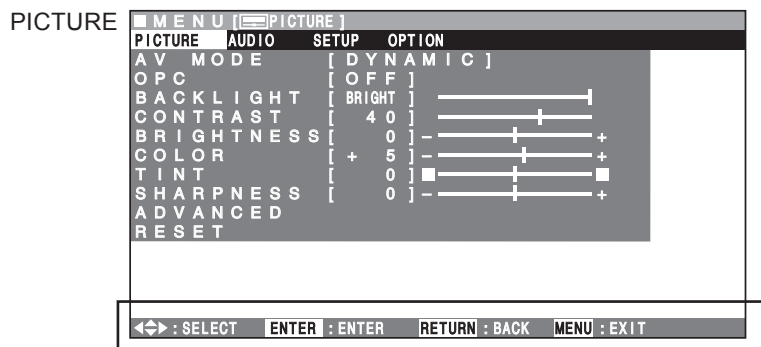 PICTURE
■MENU [PICTURE]
PICTURE AUDIO SETUP OPTION
AV MODE [DYNAMIC]
OPC [OFF]
BACKLIGHT [BRIGHT]
CONTRAST [40]
BRIGHTNESS [0] - +
COLOR [+5] - +
TINT [0]
SHARPNESS [0] - +
ADVANCED
RESET
: SELECT ENTER : ENTER RETURN : BACK MENU : EXIT